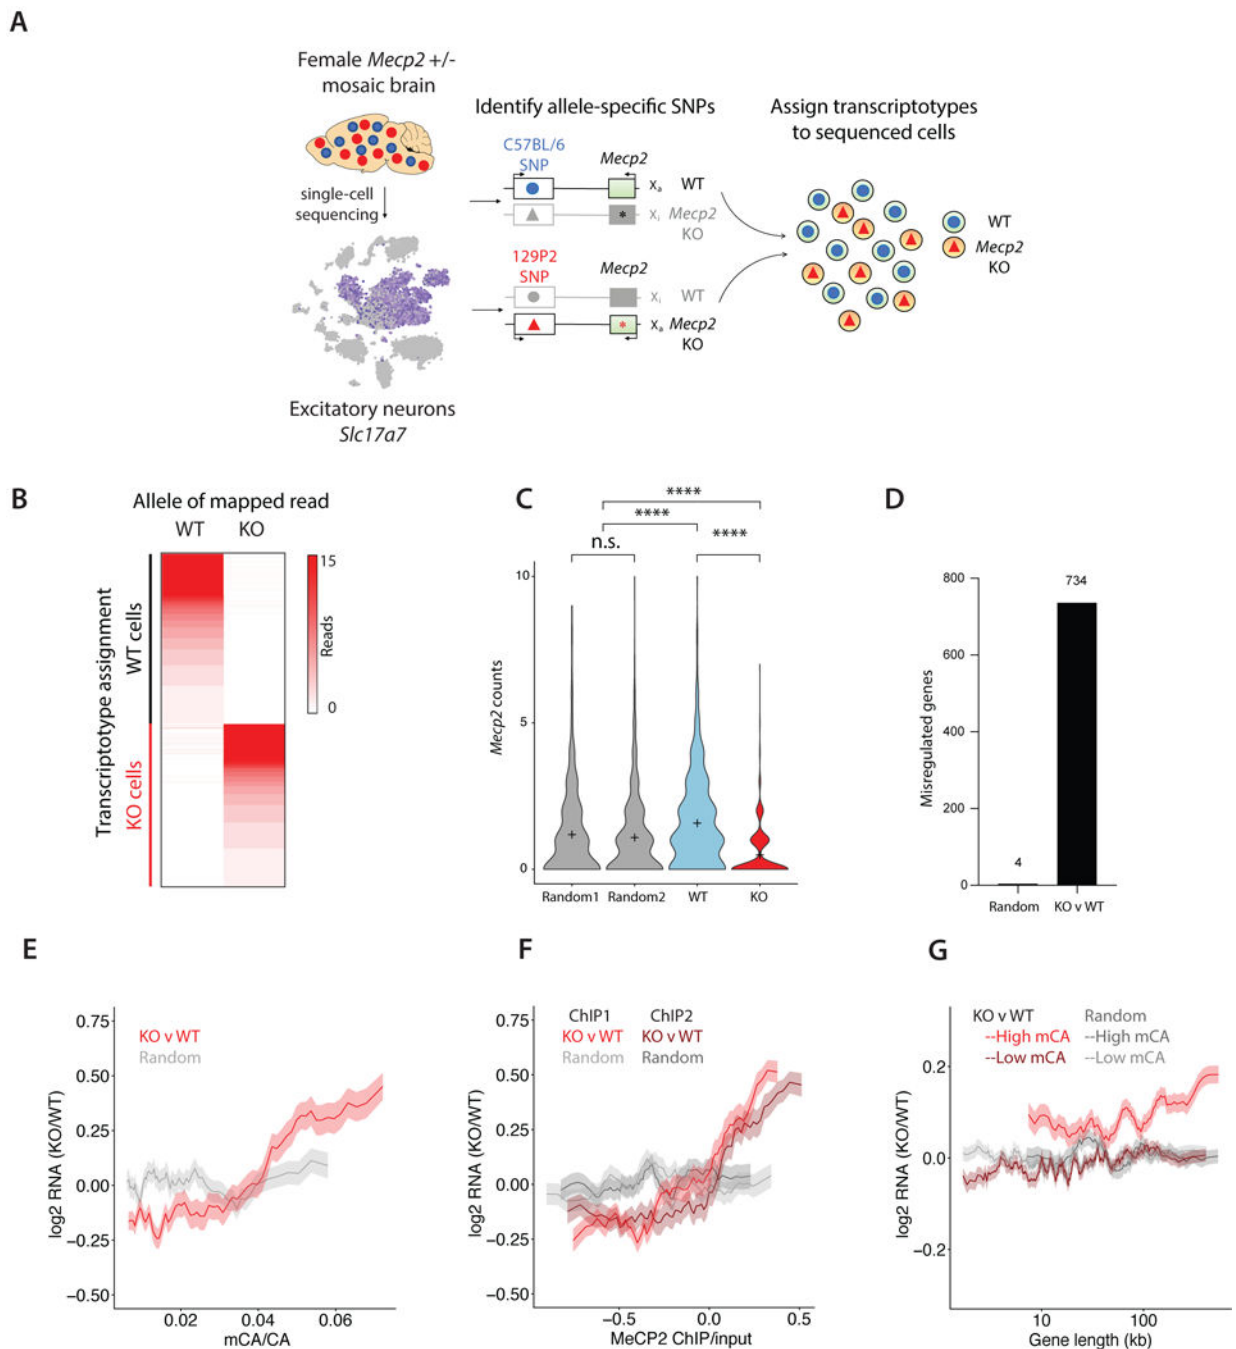 A
Female Mecp2 +/-
mosaic brain
single-cell
sequencing
Excitatory neurons
Slc17a7
Identify allele-specific SNPs
C57BL/6
SNP
Mecp2
Xa WT
Xi Mecp2
KO
*
129P2
SNP
Mecp2
Xi WT
Xa Mecp2
KO
*
Assign transcriptotypes
to sequenced cells
WT
Mecp2
KO
B
Allele of mapped read
WT KO
Transcriptotype assignment
WT cells
KO cells
15
Reads
0
C
****
****
n.s.
****
Mecp2 counts
10
5
0
Random1 Random2 WT KO
D
Misregulated genes
800
600
400
200
0
4
734
Random KO v WT
E
log2 RNA (KO/WT)
0.75
0.50
0.25
0.00
−0.25
−0.50
KO v WT
Random
0.02 0.04 0.06
mCA/CA
F
log2 RNA (KO/WT)
0.75
0.50
0.25
0.00
−0.25
−0.50
ChIP1 ChIP2
KO v WT KO v WT
Random Random
−0.5 0.0 0.5
MeCP2 ChIP/input
G
log2 RNA (KO/WT)
0.2
0.0
−0.2
KO v WT Random
--High mCA --High mCA
--Low mCA --Low mCA
10 100
Gene length (kb)